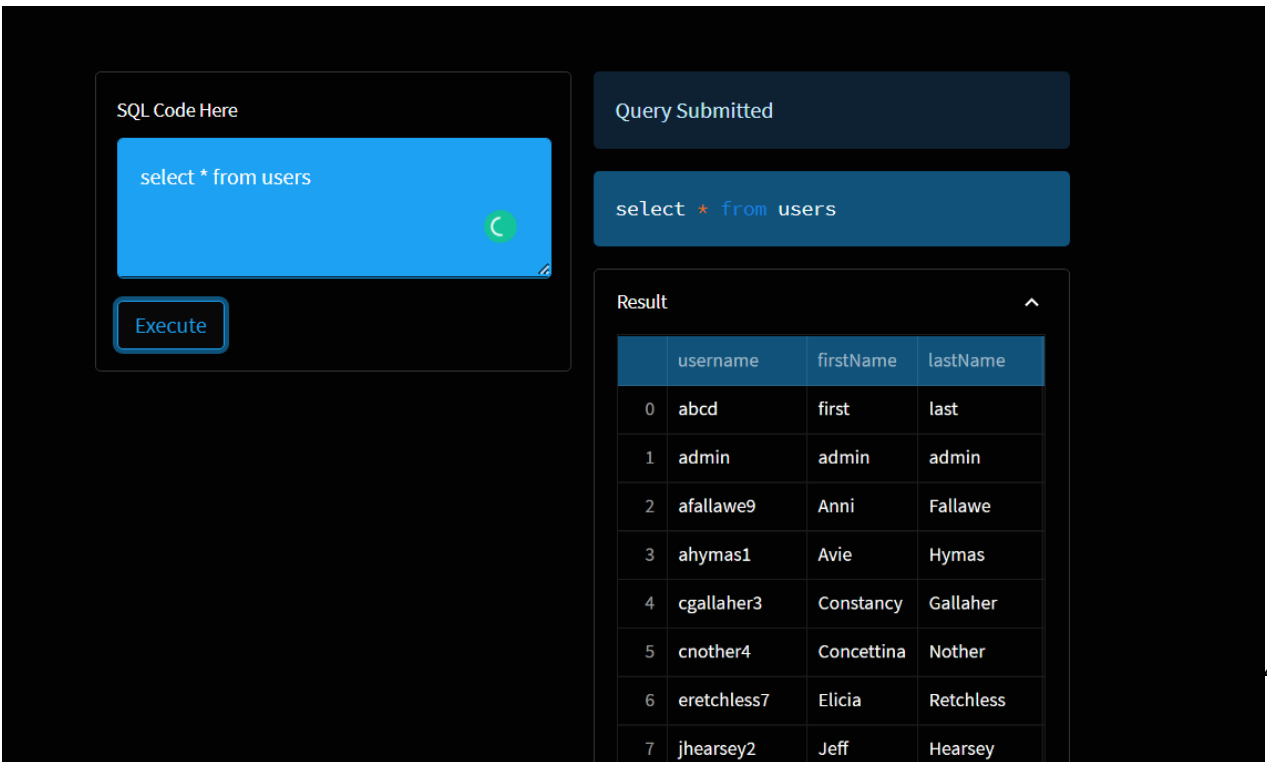 SQL Code Here
select * from users
Execute
Query Submitted
select * from users
Result
username firstName lastName
0 abcd first last
1 admin admin admin
2 afallawe9 Anni Fallawe
3 ahymas1 Avie Hymas
4 cgallaher3 Constancy Gallaher
5 cnother4 Concettina Nother
6 eretchless7 Elicia Retchless
7 jhearsey2 Jeff Hearsey